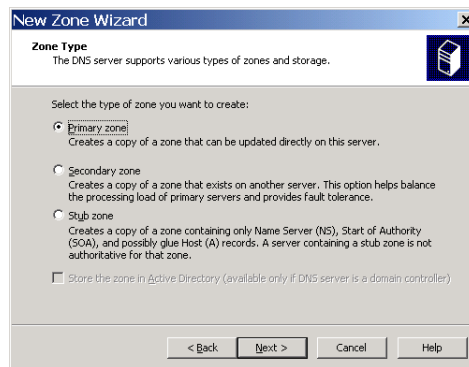 New Zone Wizard
Zone Type
The DNS server supports various types of zones and storage.
Select the type of zone you want to create:
Primary zone
Creates a copy of a zone that can be updated directly on this server.
Secondary zone
Creates a copy of a zone that exists on another server. This option helps balance
the processing load of primary servers and provides fault tolerance.
Stub zone
Creates a copy of a zone containing only Name Server (NS), Start of Authority
(SOA), and possibly glue Host (A) records. A server containing a stub zone is not
authoritative for that zone.
Store the zone in Active Directory (available only if DNS server is a domain controller)
< Back
Next >
Cancel
Help